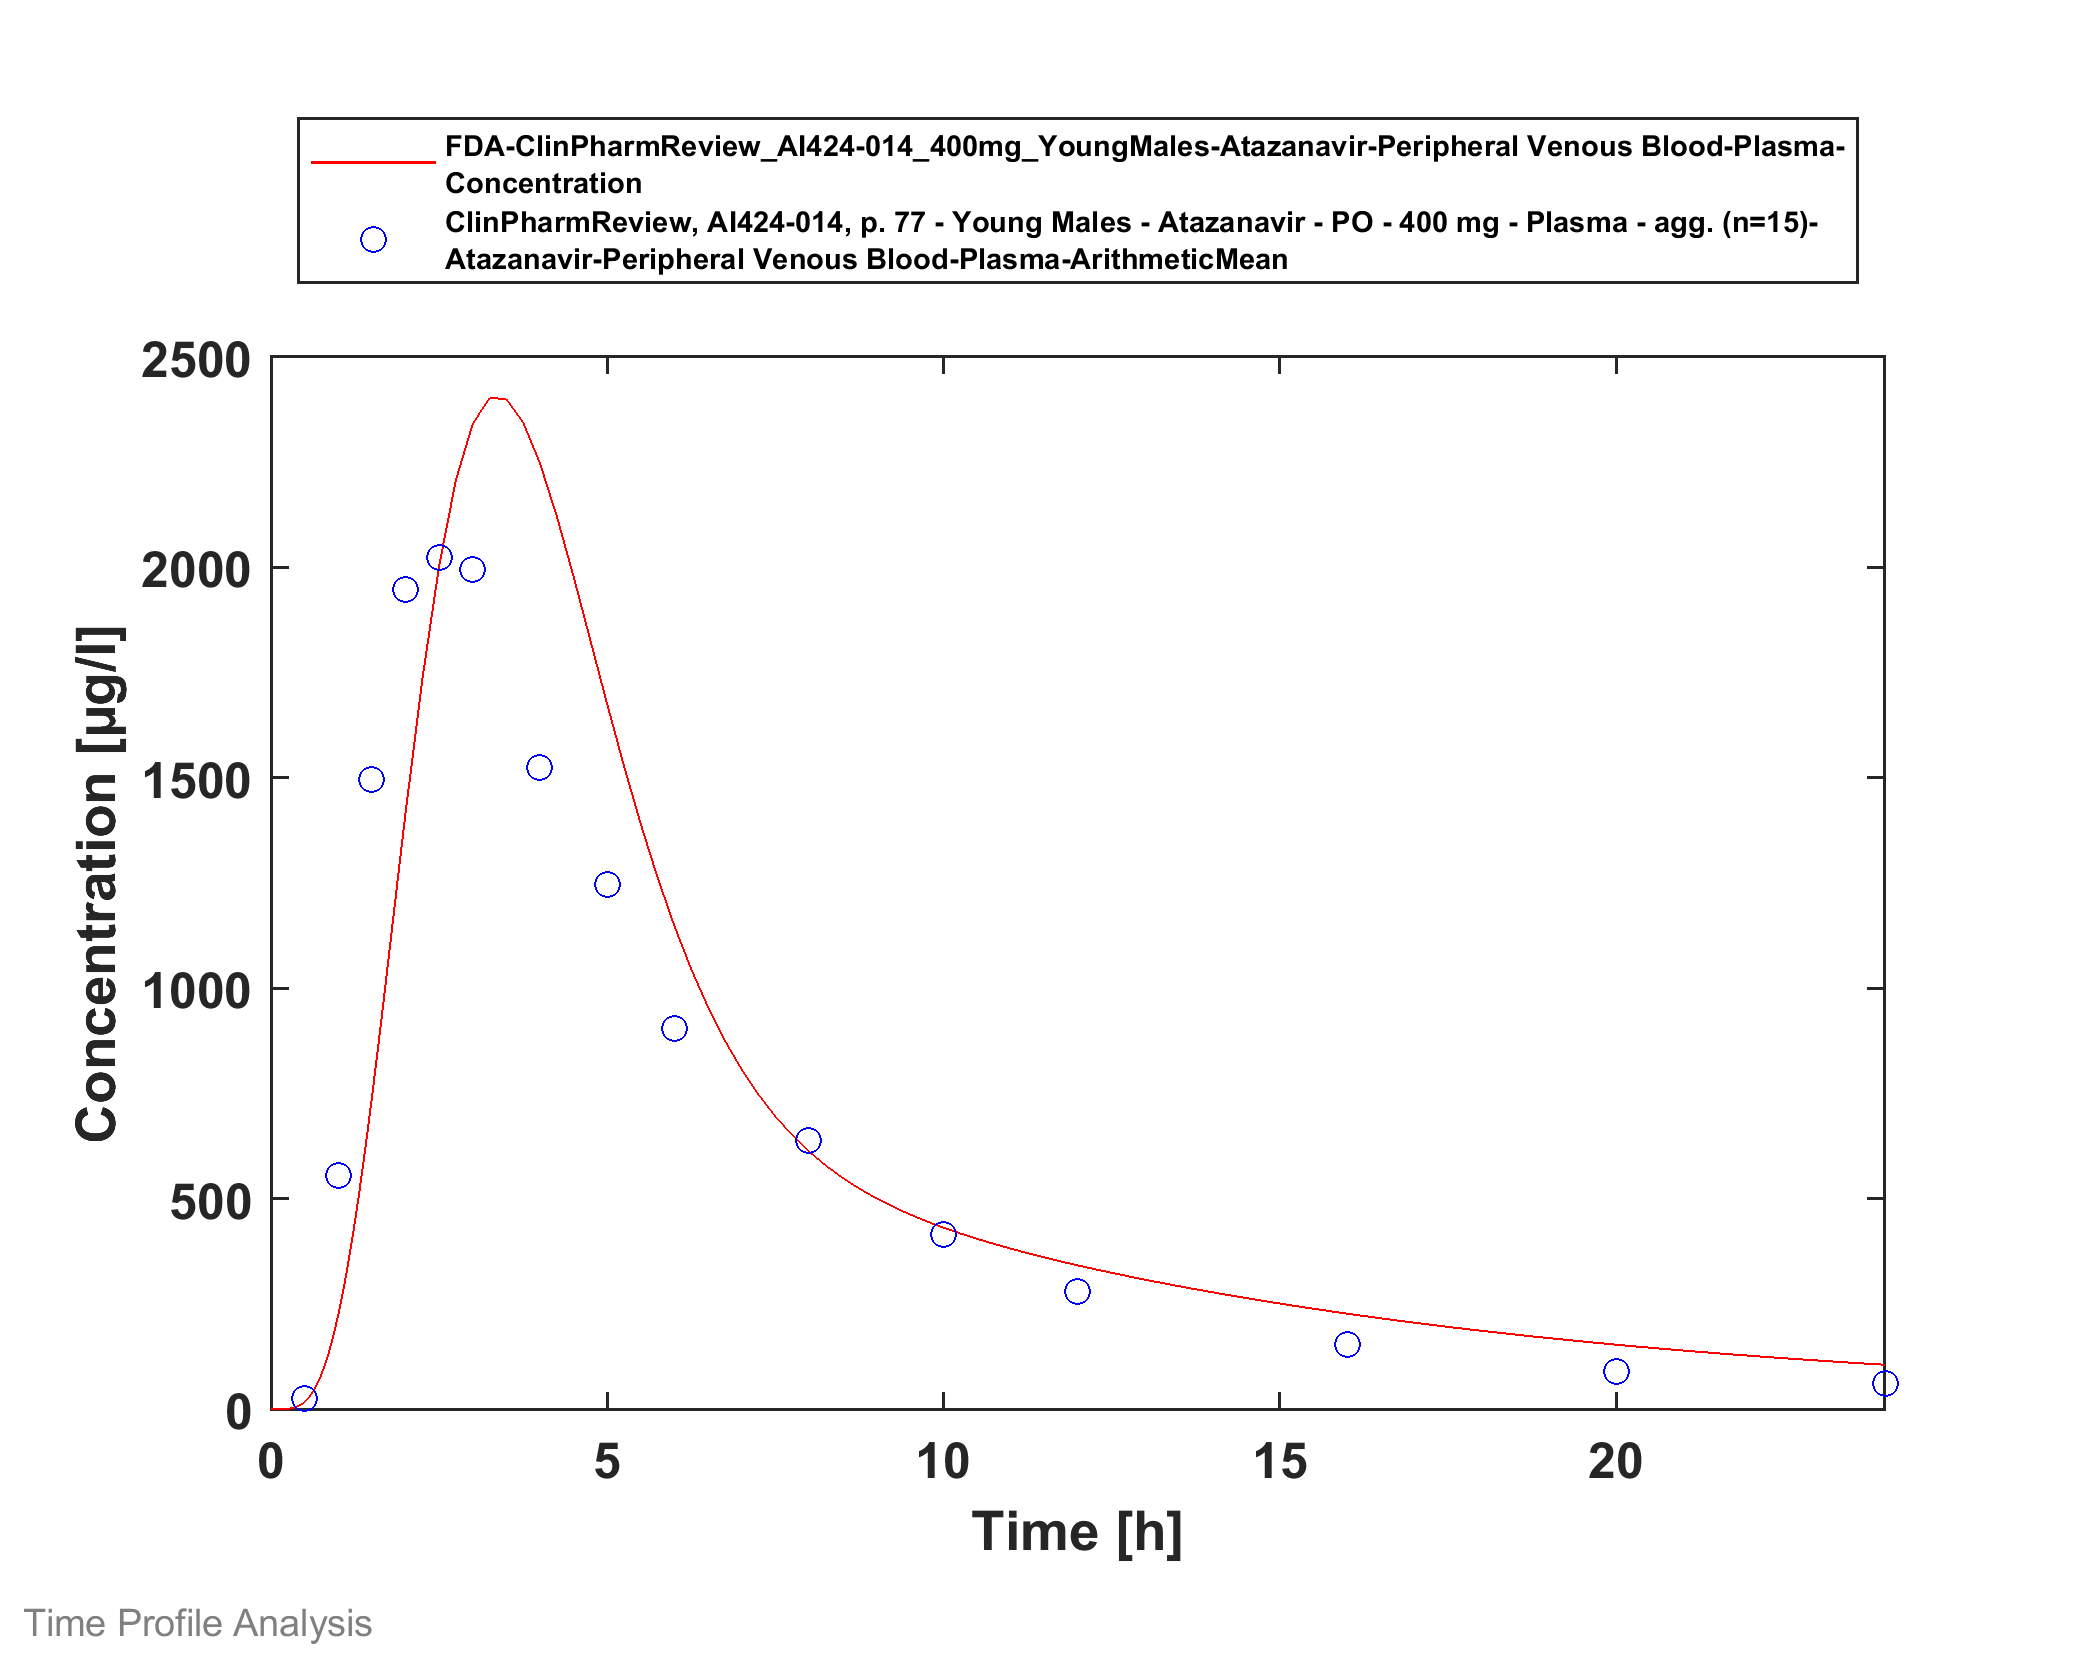 FDA-ClinPharmReview_AI424-014_400mg_YoungMales-Atazanavir-Peripheral Venous Blood-Plasma-
Concentration
ClinPharmReview, AI424-014, p. 77 - Young Males - Atazanavir - PO - 400 mg - Plasma - agg. (n=15)-
Atazanavir-Peripheral Venous Blood-Plasma-ArithmeticMean
2500
2000
1500
1000
500
0
Concentration [µg/l]
0 5 10 15 20
Time [h]
Time Profile Analysis